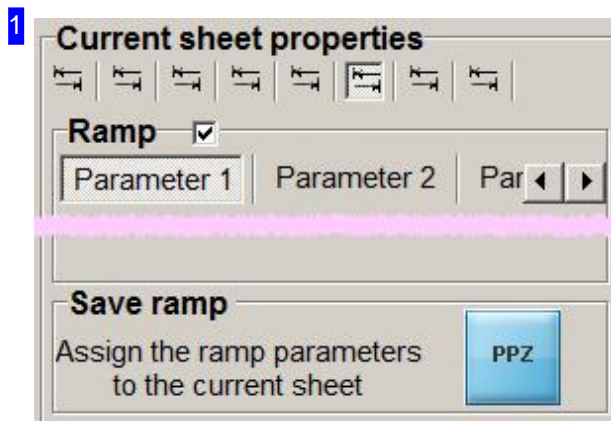 1
Current sheet properties
Ramp
Parameter 1 Parameter 2 Par
Save ramp
Assign the ramp parameters
to the current sheet
PPZ